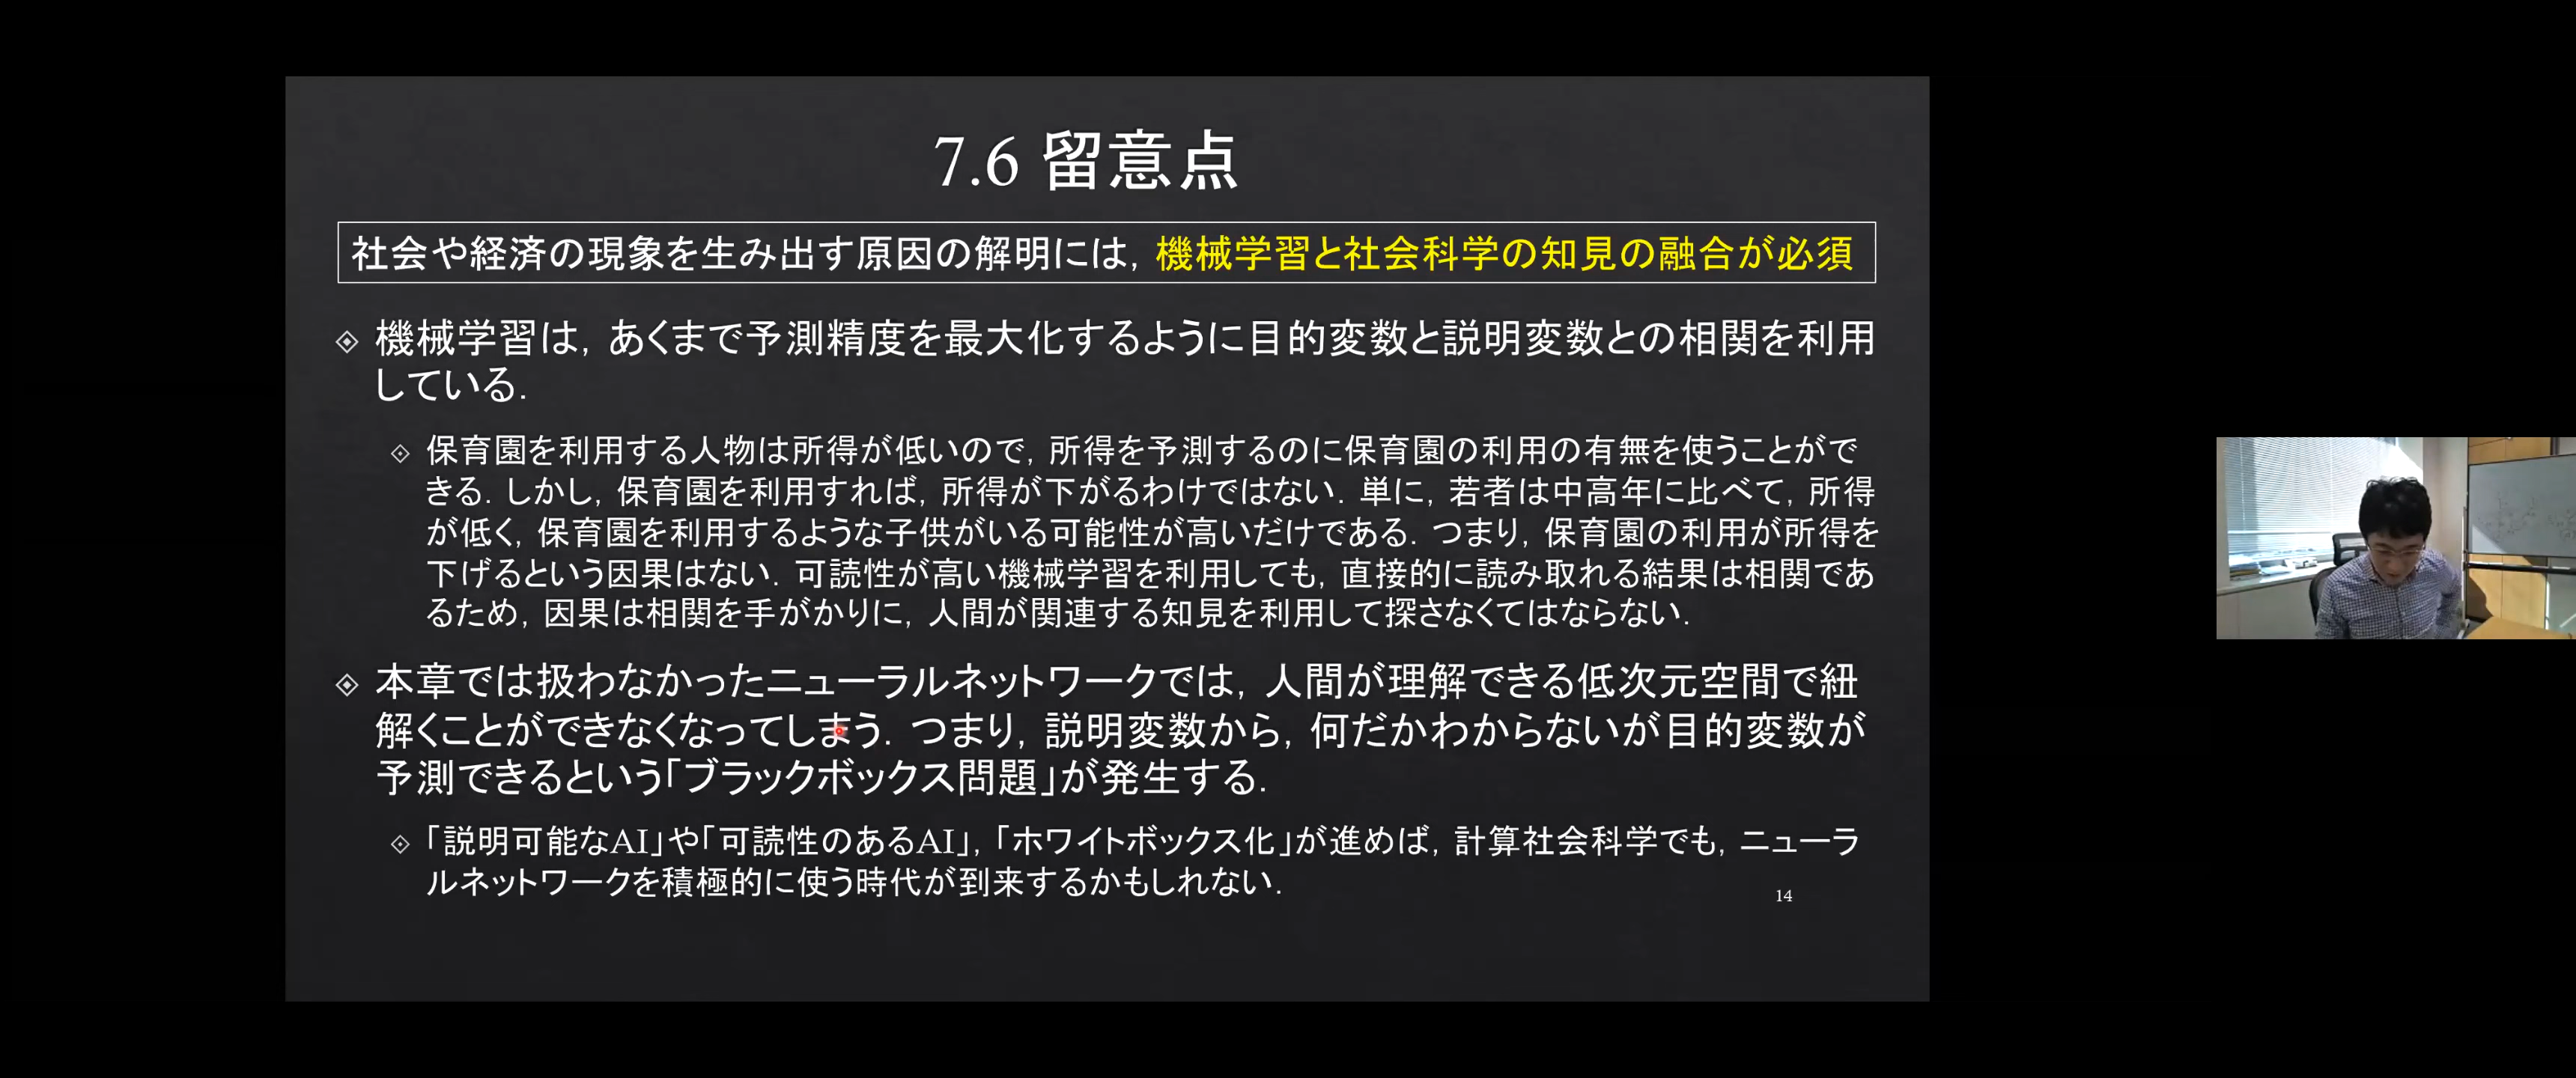 7.6 留意点
社会や経済の現象を生み出す原因の解明には, 機械学習と社会科学の知見の融合が必須
機械学習は, あくまで予測精度を最大化するように目的変数と説明変数との相関を利用
している.
保育園を利用する人物は所得が低いので, 所得を予測するのに保育園の利用の有無を使うことがで
きる. しかし, 保育園を利用すれば, 所得が下がるわけではない. 単に, 若者は中高年に比べて, 所得
が低く, 保育園を利用するような子供がいる可能性が高いだけである. つまり, 保育園の利用が所得を
下げるという因果はない. 可読性が高い機械学習を利用しても, 直接的に読み取れる結果は相関であ
るため, 因果は相関を手がかりに, 人間が関連する知見を利用して探さなくてはならない.
本章では扱わなかったニューラルネットワークでは, 人間が理解できる低次元空間で紐
解くことができなくなってしまう. つまり, 説明変数から, 何だかわからないが目的変数が
予測できるという「ブラックボックス問題」が発生する.
「説明可能なAI」や「可読性のあるAI」, 「ホワイトボックス化」が進めば, 計算社会科学でも, ニューラ
ルネットワークを積極的に使う時代が到来するかもしれない.
14